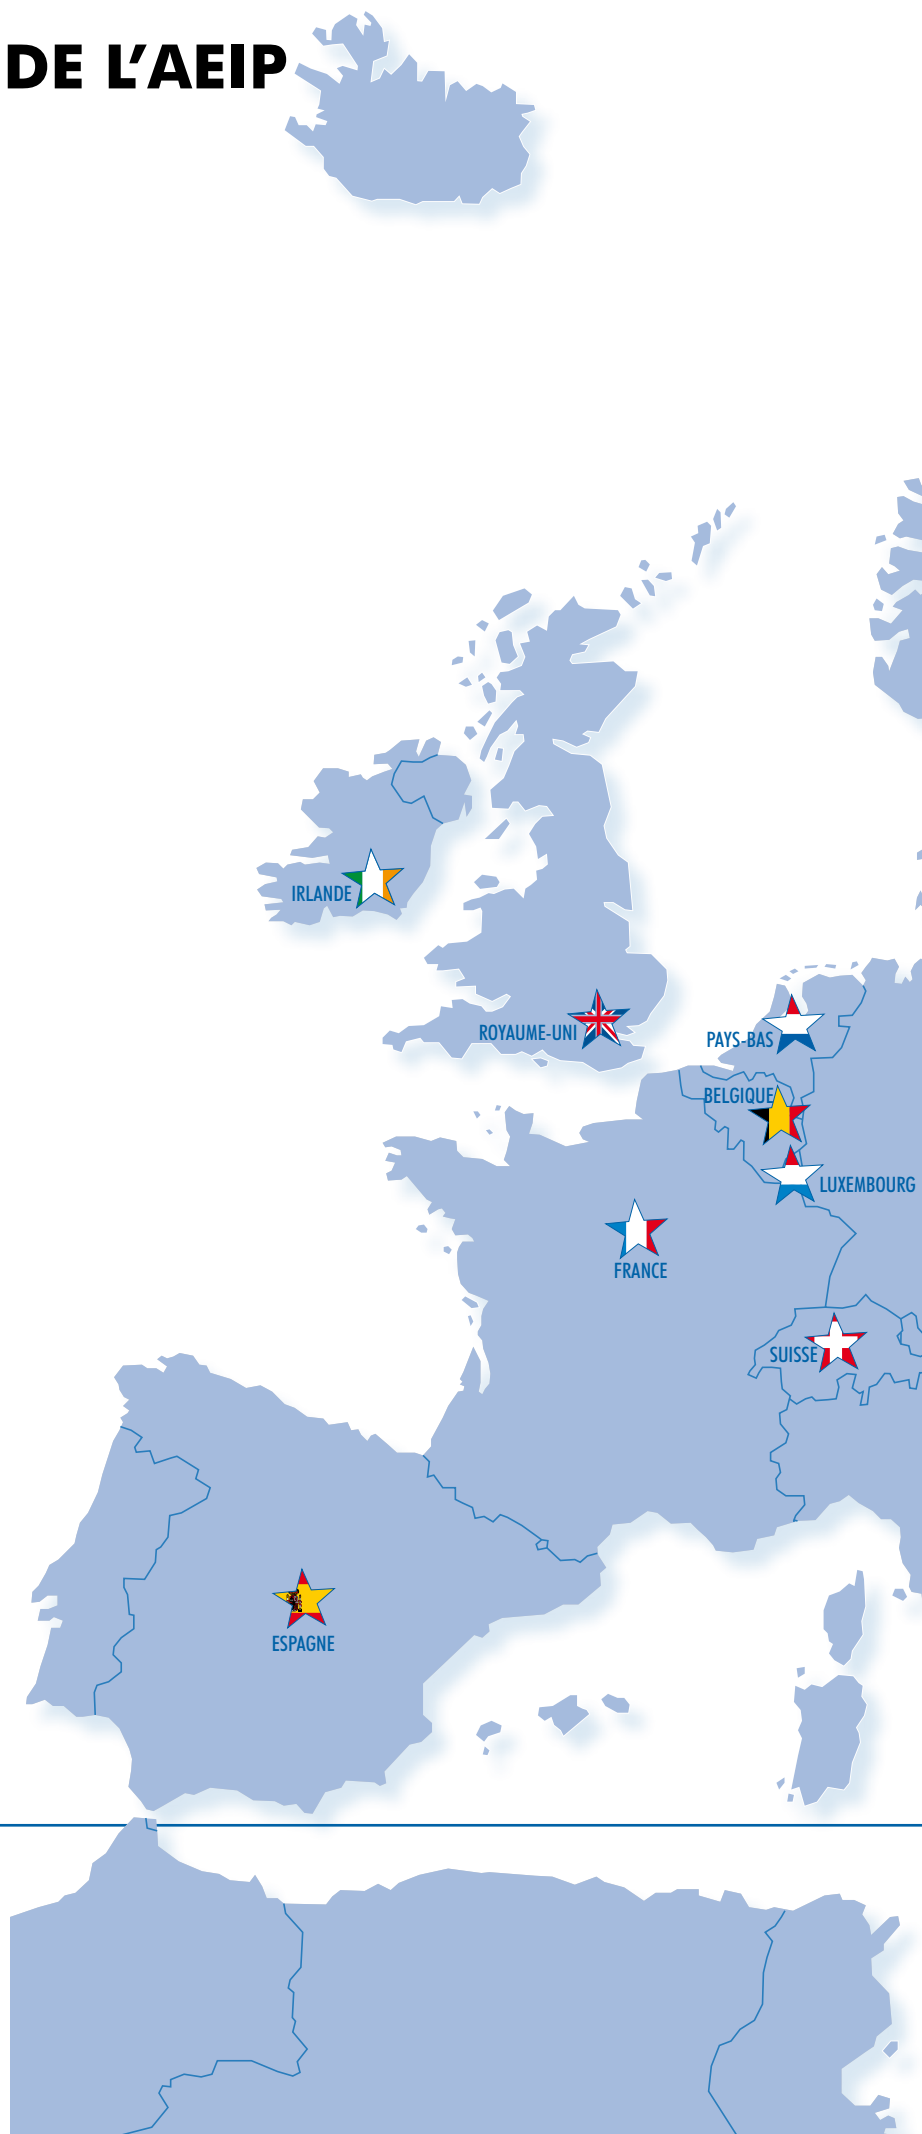 DE L'AEIP
IRLANDE
ROYAUME-UNI
PAYS-BAS
BELGIQUE
LUXEMBOURG
FRANCE
SUISSE
ESPAGNE